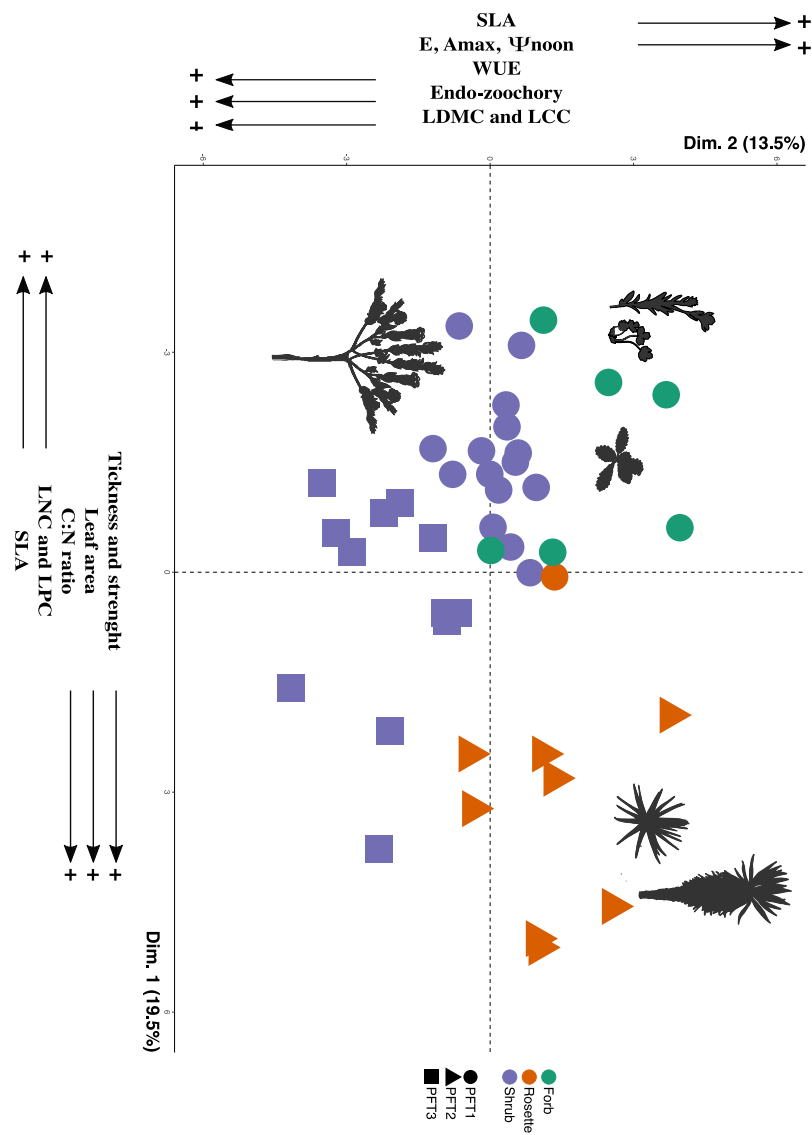 SLA
E, Amax, Ψnoon
WUE
Endo-zoochory
LDMC and LCC
+
+
+
+
+
Dim. 2 (13.5%)
-6
-3
0
3
6
-3
0
3
6
Dim. 1 (19.5%)
+
+
Tickness and strenght
Leaf area
C:N ratio
LNC and LPC
SLA
+
+
+
Forb
Rosette
Shrub
PFT1
PFT2
PFT3